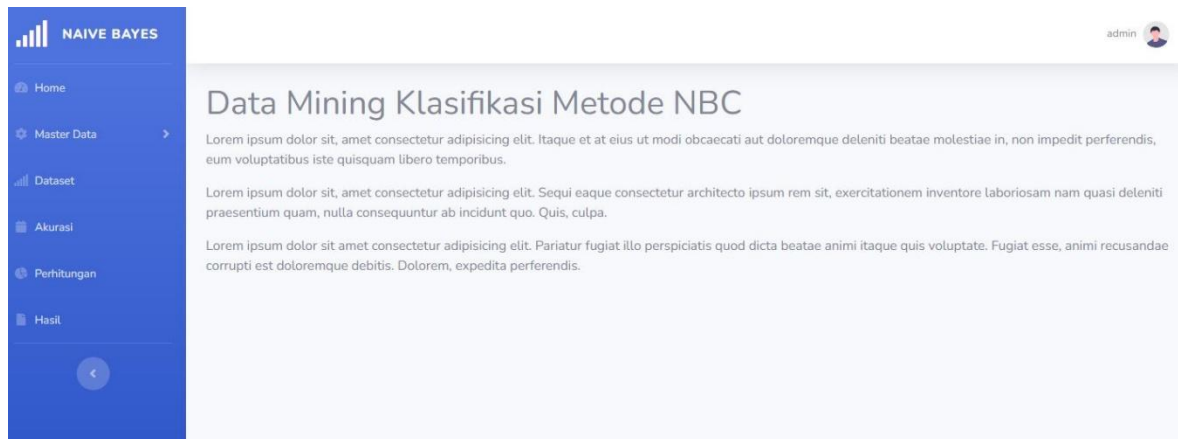 NAIVE BAYES
admin
Home
Master Data
Dataset
Akurasi
Perhitungan
Hasil
Data Mining Klasifikasi Metode NBC
Lorem ipsum dolor sit, amet consectetur adipisicing elit. Itaque et at eius ut modi obcaecati aut doloremque deleniti beatae molestiae in, non impedit perferendis,
eum voluptatibus iste quisquam libero temporibus.
Lorem ipsum dolor sit, amet consectetur adipisicing elit. Sequi eaque consectetur architecto ipsum rem sit, exercitationem inventore laboriosam nam quasi deleniti
praesentium quam, nulla consequuntur ab incidunt quo. Quis, culpa.
Lorem ipsum dolor sit amet consectetur adipisicing elit. Pariatur fugiat illo perspiciatis quod dicta beatae animi itaque quis voluptate. Fugiat esse, animi recusandae
corrupti est doloremque debitis. Dolorem, expedita perferendis.